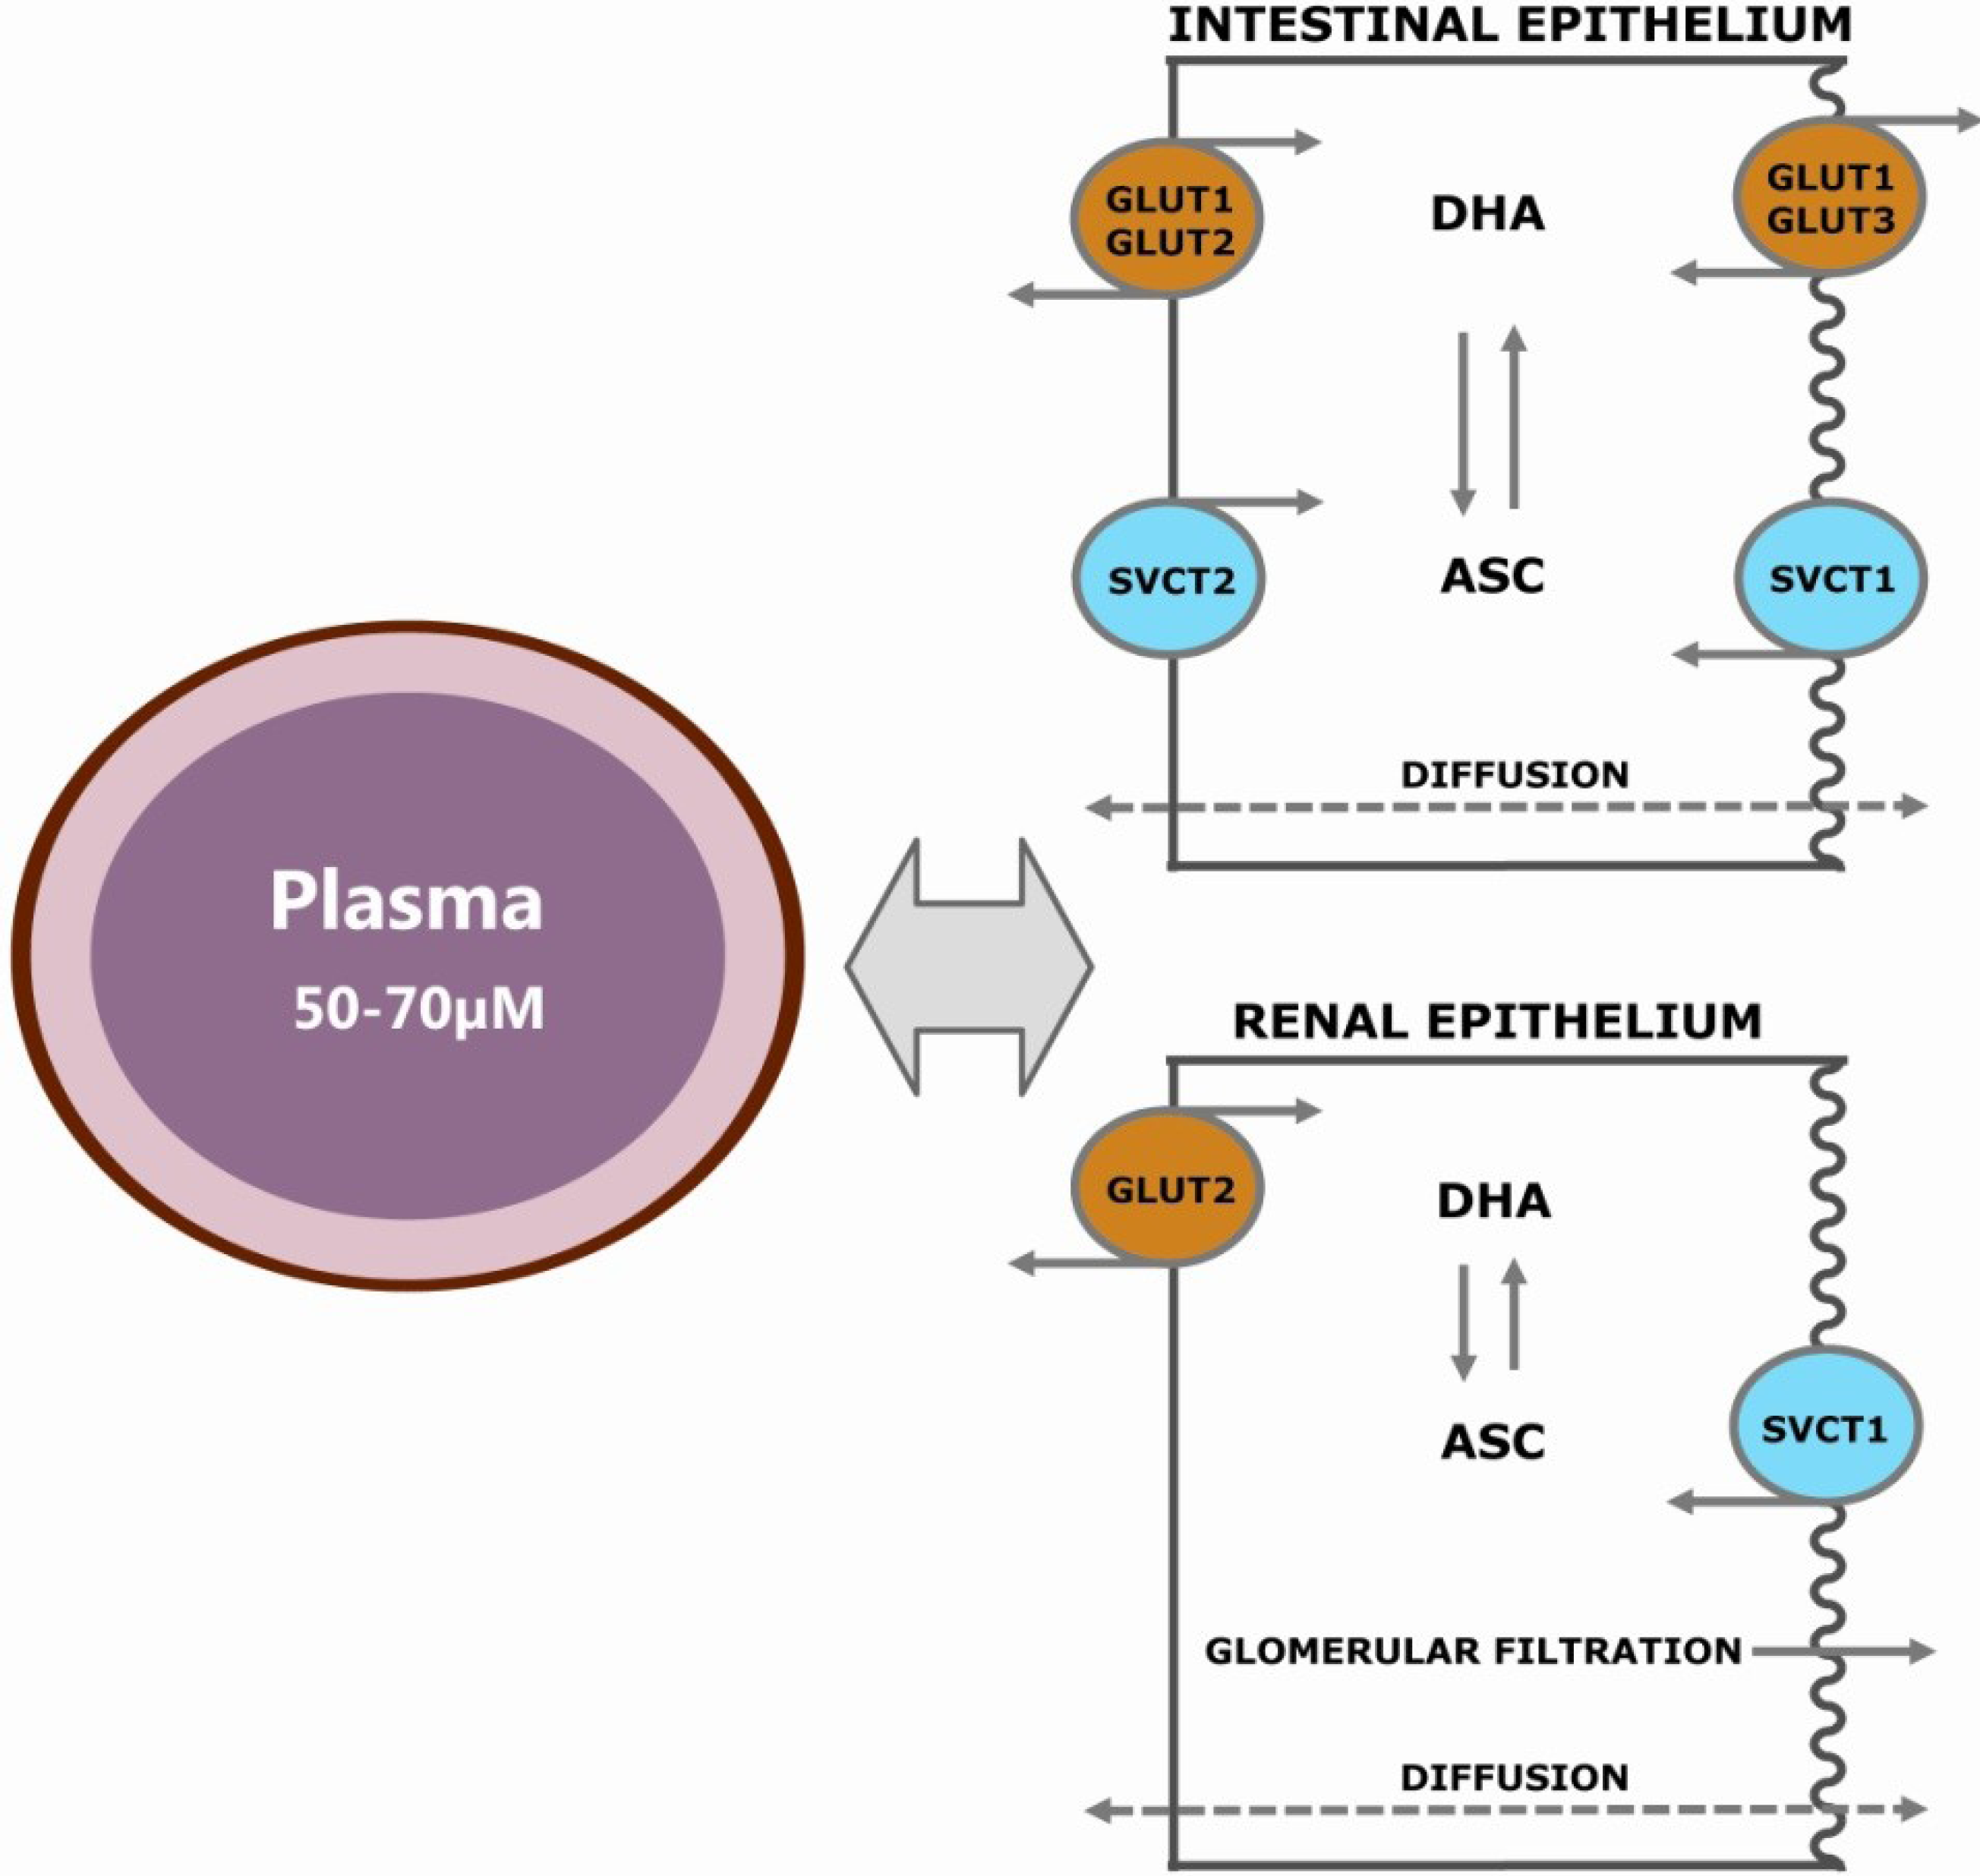 INTESTINAL EPITHELIUM
GLUT1
GLUT2
DHA
GLUT1
GLUT3
SVCT2
ASC
SVCT1
DIFFUSION
Plasma
50-70µM
RENAL EPITHELIUM
GLUT2
DHA
ASC
SVCT1
GLOMERULAR FILTRATION
DIFFUSION